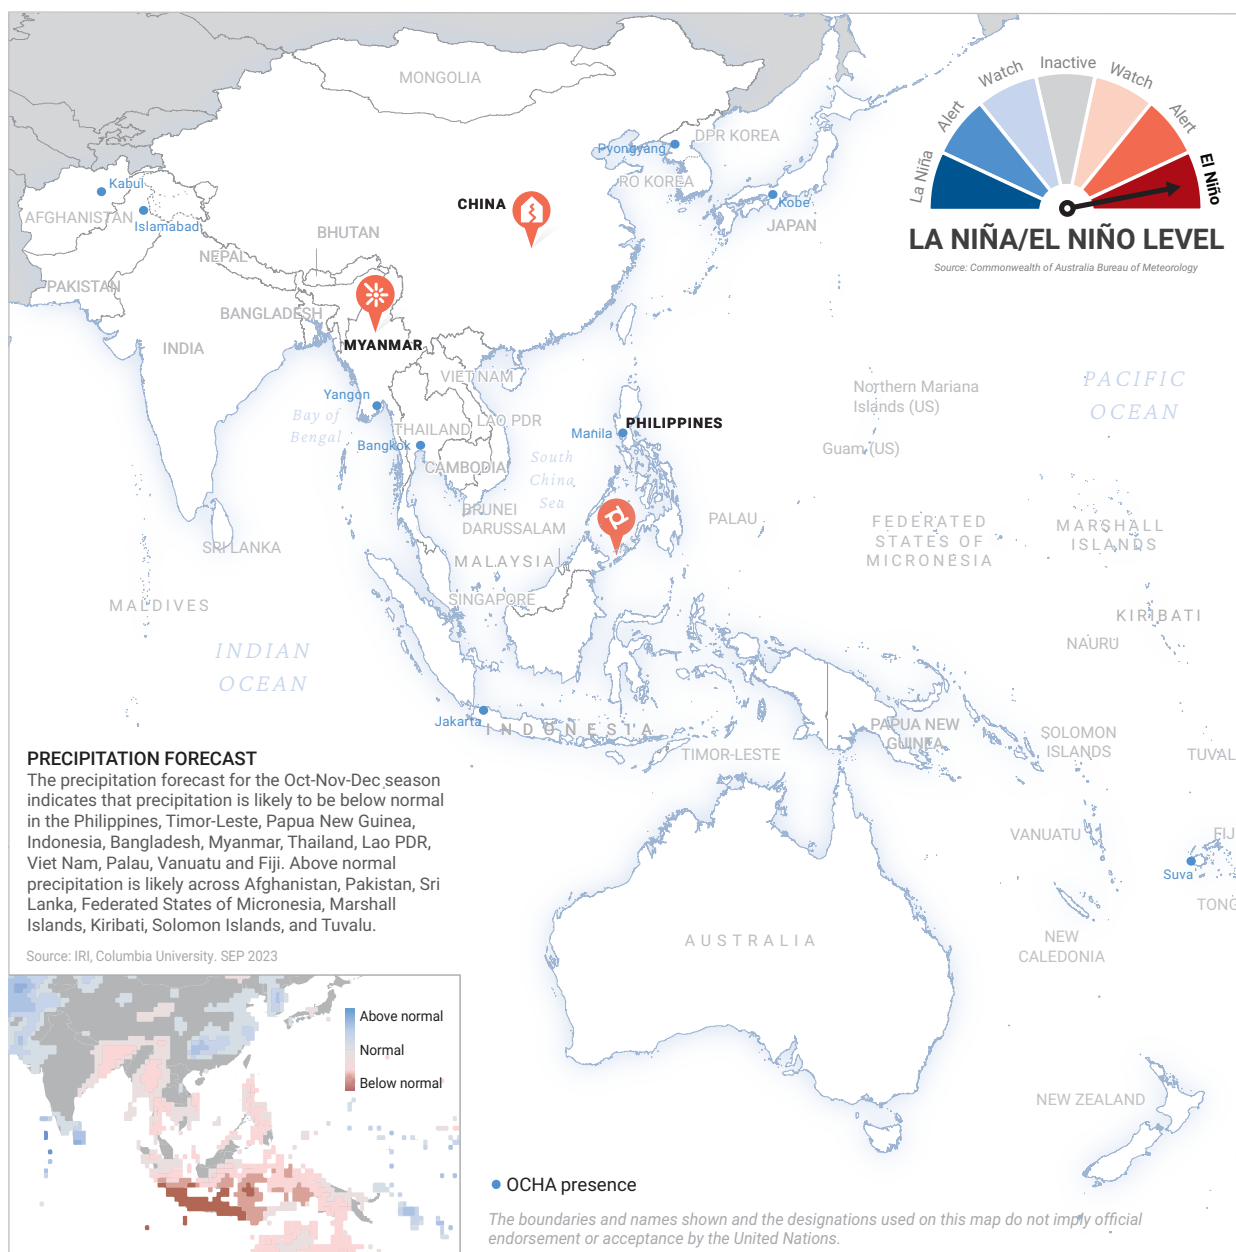 MONGOLIA
DPR KOREA
Pyongyang
RO KOREA
Kabul
AFGHANISTAN
Islamabad
CHINA
Kobe
JAPAN
BHUTAN
NEPAL
PAKISTAN
BANGLADESH
INDIA
MYANMAR
VIET NAM
Yangon
Bay of
Bengal
THAILAND
LAO PDR
Bangkok
CAMBODIA
Manila
PHILIPPINES
South
China
Sea
BRUNEI
DARUSSALAM
MALAYSIA
SINGAPORE
SRI LANKA
MALDIVES
INDIAN
OCEAN
Northern Mariana
Islands (US)
Guam (US)
PACIFIC
OCEAN
PALAU
FEDERATED
STATES OF
MICRONESIA
MARSHALL
ISLANDS
KIRIBATI
NAURU
Jakarta
INDONESIA
TIMOR-LESTE
PAPUA NEW
GUINEA
SOLOMON
ISLANDS
TUVAL
VANUATU
FIJ
Suva
TONG
NEW
CALEDONIA
AUSTRALIA
NEW ZEALAND
La Niña
Alert
Watch
Inactive
Watch
Alert
El Niño
LA NIÑA/EL NIÑO LEVEL
Source: Commonwealth of Australia Bureau of Meteorology
PRECIPITATION FORECAST
The precipitation forecast for the Oct-Nov-Dec season
indicates that precipitation is likely to be below normal
in the Philippines, Timor-Leste, Papua New Guinea,
Indonesia, Bangladesh, Myanmar, Thailand, Lao PDR,
Viet Nam, Palau, Vanuatu and Fiji. Above normal
precipitation is likely across Afghanistan, Pakistan, Sri
Lanka, Federated States of Micronesia, Marshall
Islands, Kiribati, Solomon Islands, and Tuvalu.
Source: IRI, Columbia University. SEP 2023
Above normal
Normal
Below normal
OCHA presence
The boundaries and names shown and the designations used on this map do not imply official
endorsement or acceptance by the United Nations.